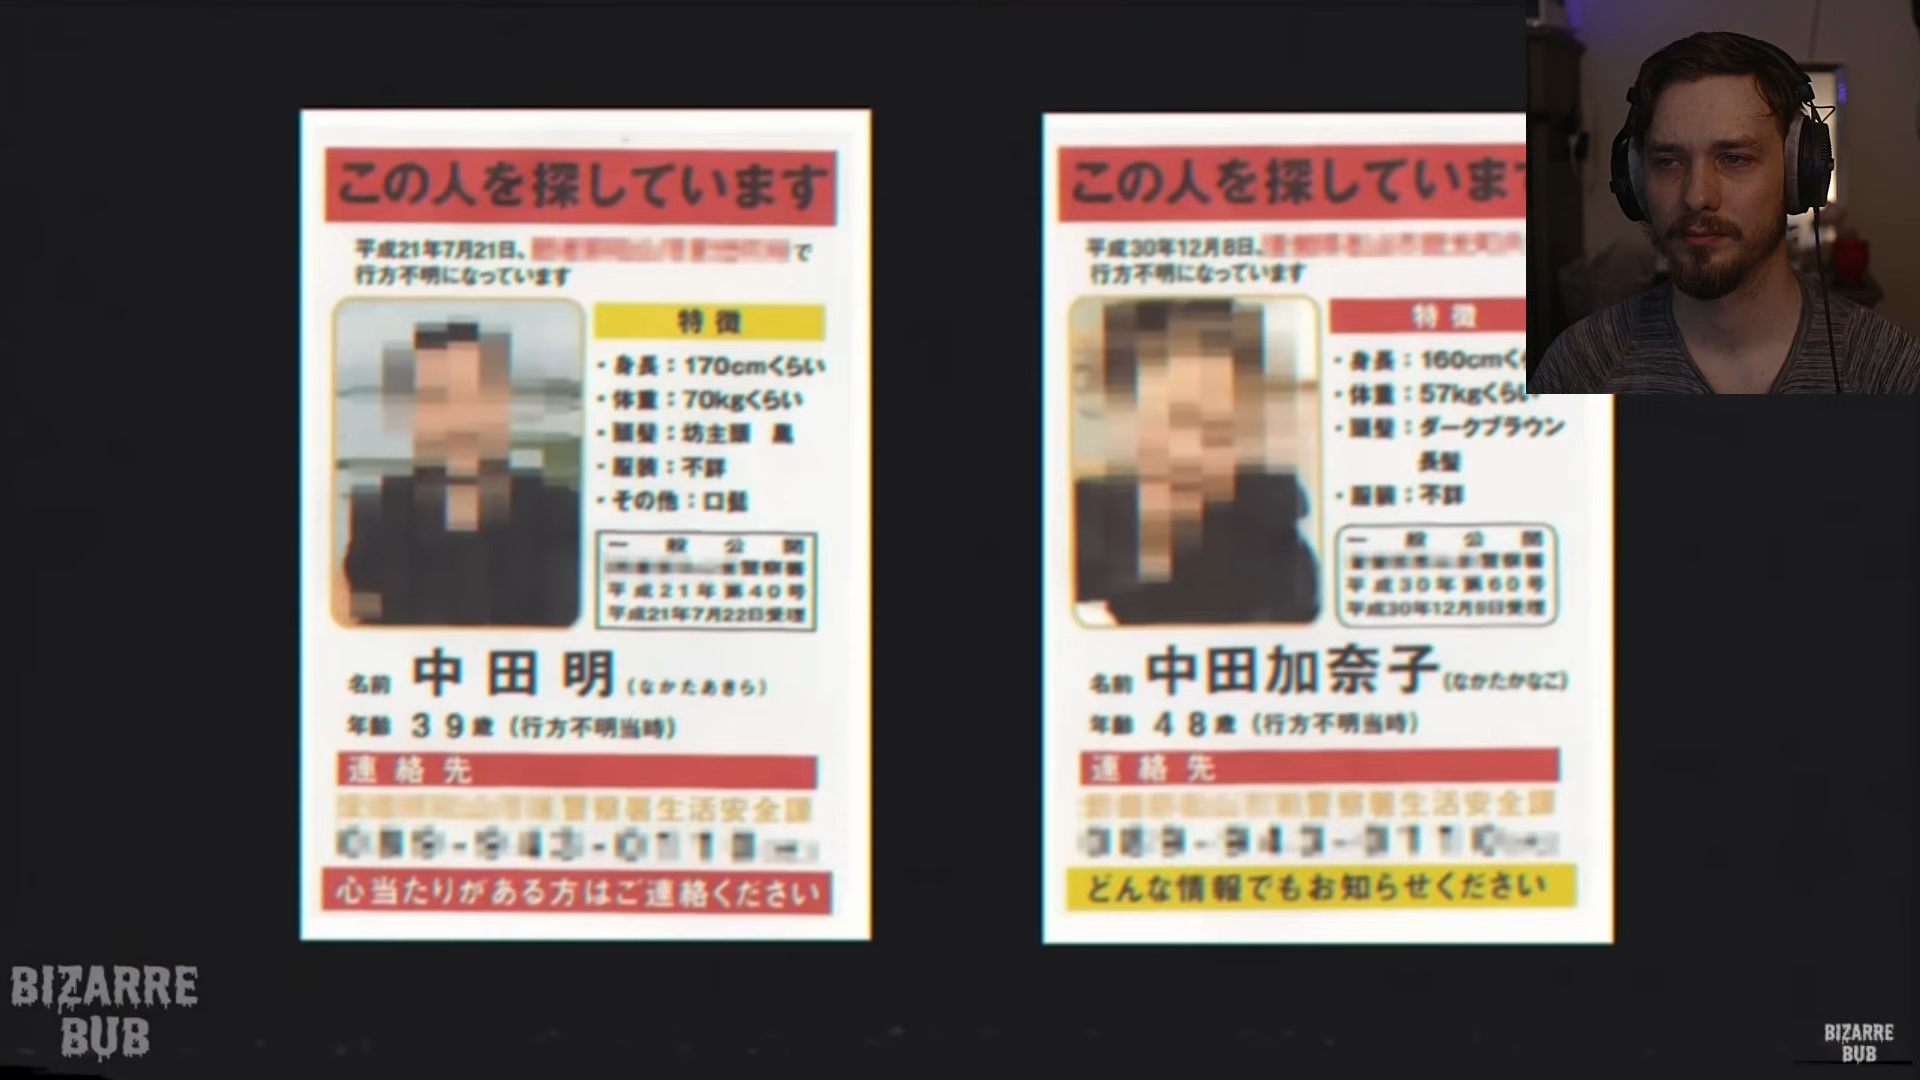 この人を探しています
平成21年7月21日、
で
行方不明になっています
特徴
・身長：170cmくらい
・体重：70kgくらい
・頭髪：坊主頭 黒
・服装：不詳
・その他：口髭
一般公開
警察署
平成21年第40号
平成21年7月22日受理
名前 中田明 (なかたあきら)
年齢 39歳 (行方不明当時)
連絡先
警察署生活安全課
心当たりがある方はご連絡ください
この人を探しています
平成30年12月8日、
行方不明になっています
特徴
・身長：160cmくらい
・体重：57kgくらい
・頭髪：ダークブラウン
長髪
・服装：不詳
一般公開
警察署
平成30年第60号
平成30年12月9日受理
名前 中田加奈子 (なかたかなこ)
年齢 48歳 (行方不明当時)
連絡先
警察署生活安全課
どんな情報でもお知らせください
BIZARRE
BUB
BIZARRE
BUB